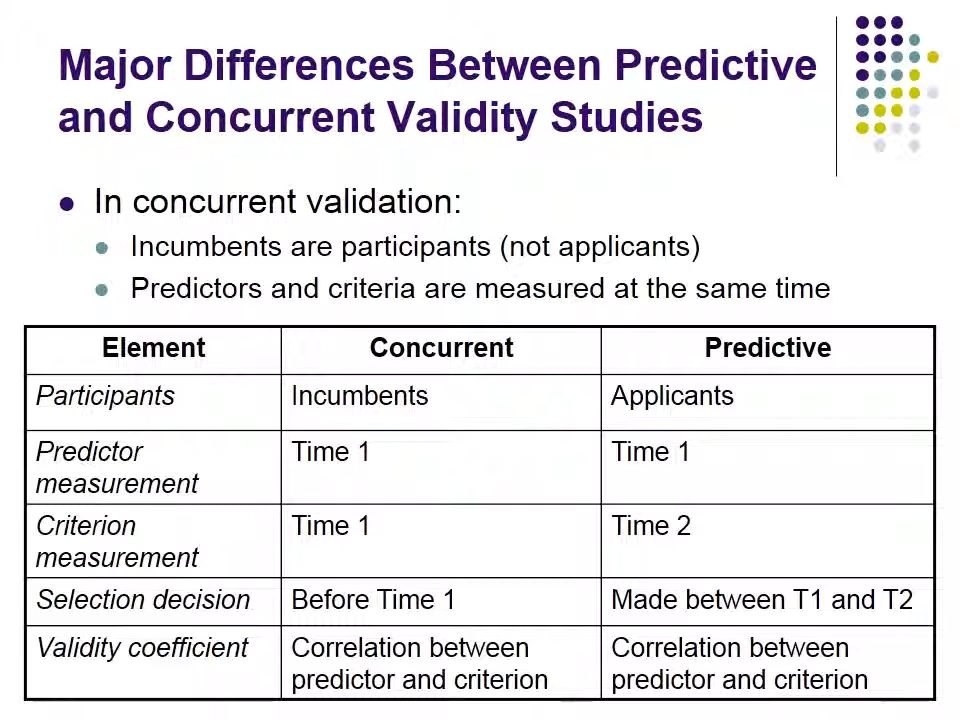 Major Differences Between Predictive
and Concurrent Validity Studies
In concurrent validation:
Incumbents are participants (not applicants)
Predictors and criteria are measured at the same time
Element Concurrent Predictive
Participants Incumbents Applicants
Predictor measurement Time 1 Time 1
Criterion measurement Time 1 Time 2
Selection decision Before Time 1 Made between T1 and T2
Validity coefficient Correlation between predictor and criterion Correlation between predictor and criterion